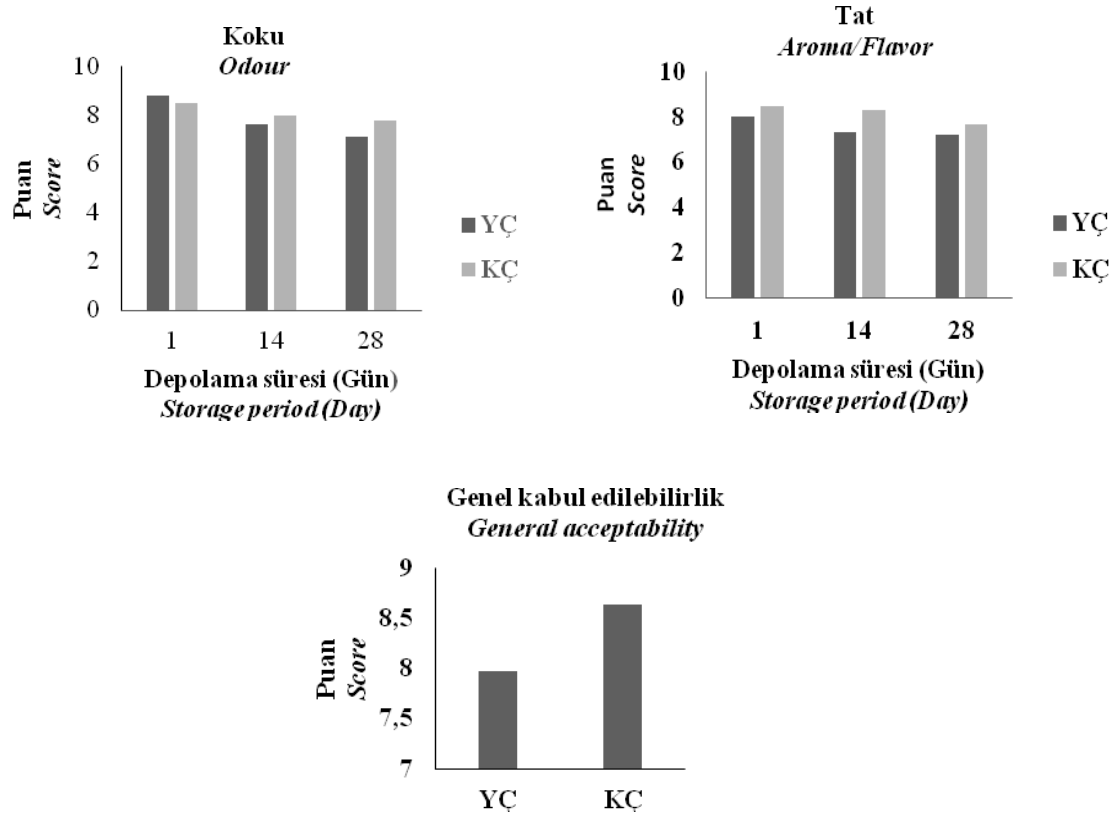 Koku
Odour
10
8
6
4
2
0
Puan
Score
1 14 28
Depolama süresi (Gün)
Storage period (Day)
YÇ
KÇ
Tat
Aroma/Flavor
10
8
6
4
2
0
Puan
Score
1 14 28
Depolama süresi (Gün)
Storage period (Day)
YÇ
KÇ
Genel kabul edilebilirlik
General acceptability
9
8,5
8
7,5
7
Puan
Score
YÇ KÇ